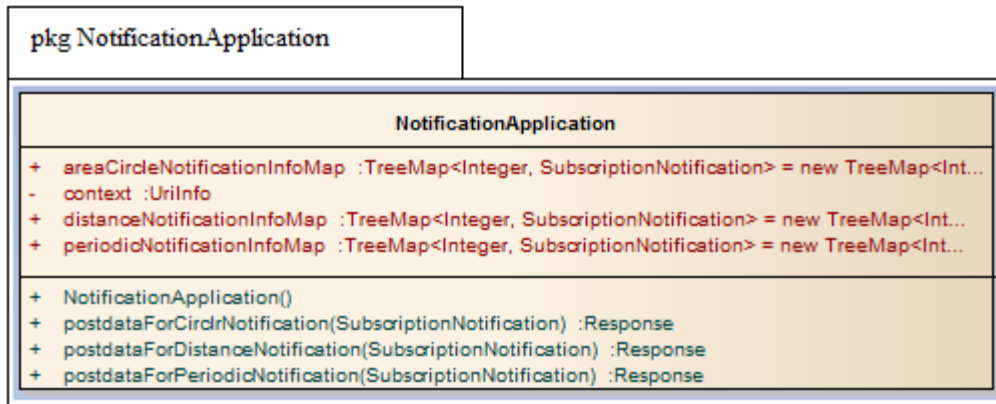 pkg NotificationApplication
NotificationApplication
+ areaCircleNotificationInfoMap :TreeMap<Integer, SubscriptionNotification> = new TreeMap<Int...
- context :UriInfo
+ distanceNotificationInfoMap :TreeMap<Integer, SubscriptionNotification> = new TreeMap<Int...
+ periodicNotificationInfoMap :TreeMap<Integer, SubscriptionNotification> = new TreeMap<Int...
+ NotificationApplication()
+ postdataForCirclrNotification(SubscriptionNotification) :Response
+ postdataForDistanceNotification(SubscriptionNotification) :Response
+ postdataForPeriodicNotification(SubscriptionNotification) :Response